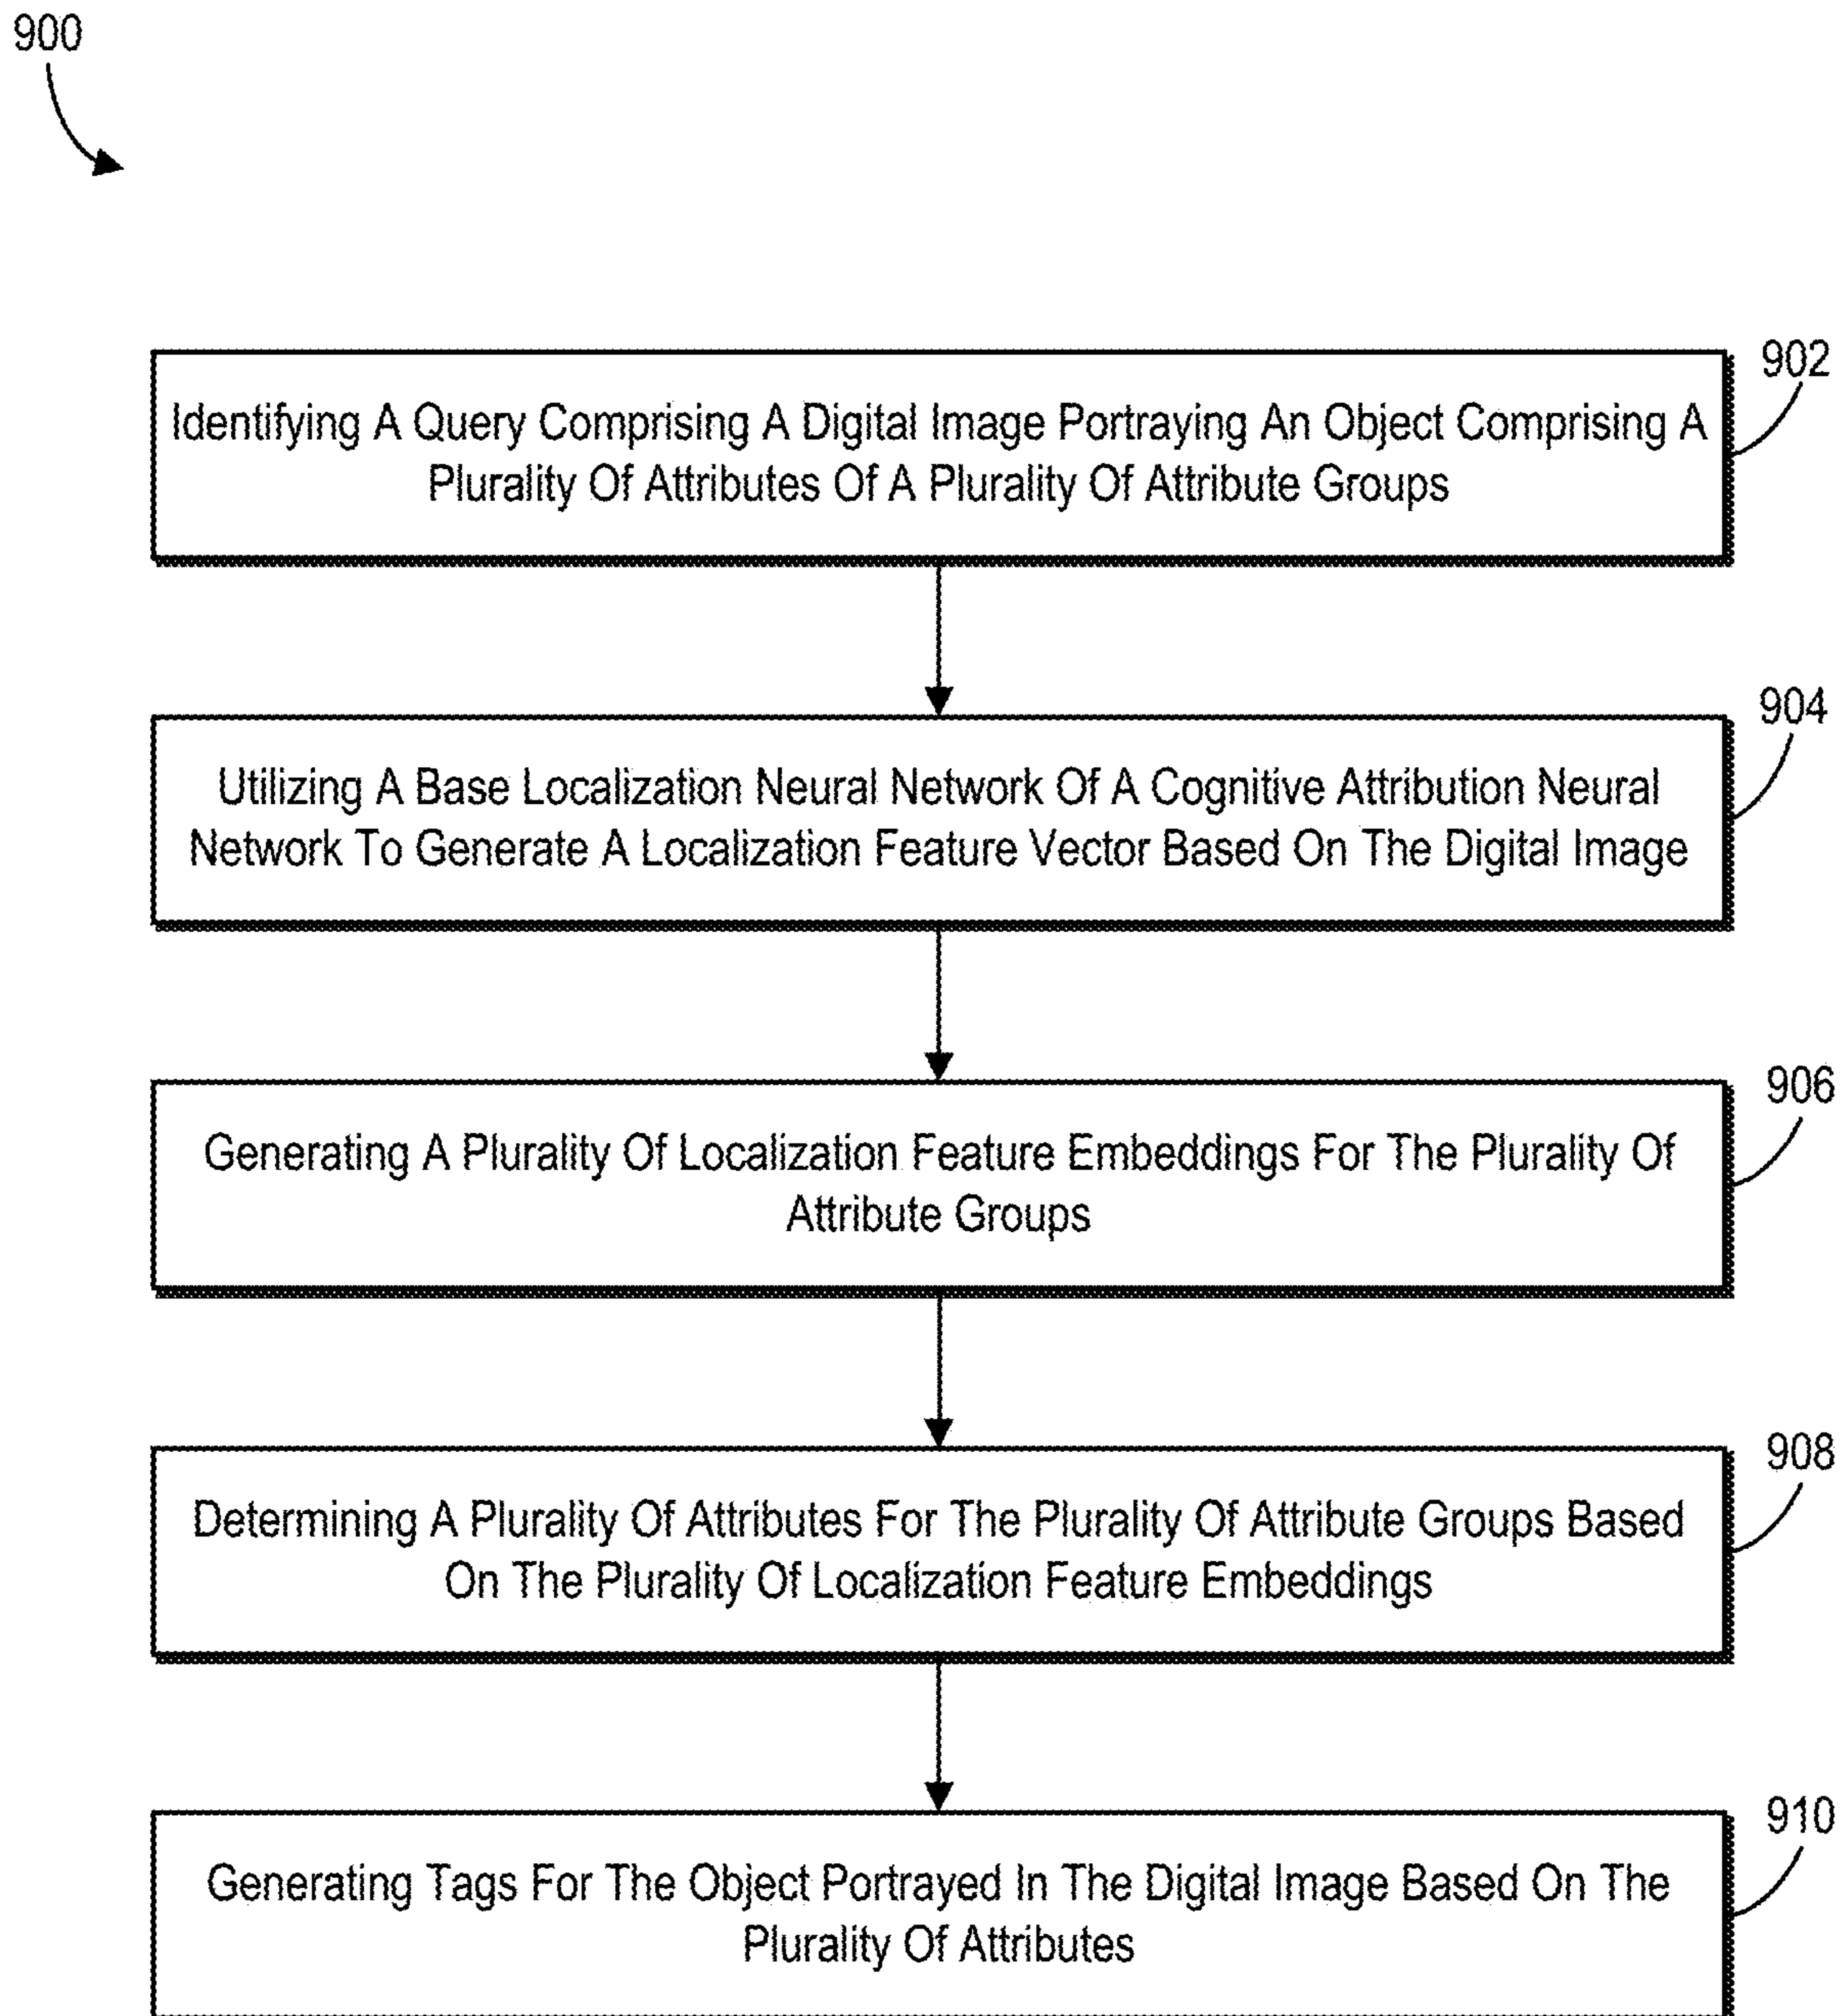 900
902
Identifying A Query Comprising A Digital Image Portraying An Object Comprising A
Plurality Of Attributes Of A Plurality Of Attribute Groups
904
Utilizing A Base Localization Neural Network Of A Cognitive Attribution Neural
Network To Generate A Localization Feature Vector Based On The Digital Image
906
Generating A Plurality Of Localization Feature Embeddings For The Plurality Of
Attribute Groups
908
Determining A Plurality Of Attributes For The Plurality Of Attribute Groups Based
On The Plurality Of Localization Feature Embeddings
910
Generating Tags For The Object Portrayed In The Digital Image Based On The
Plurality Of Attributes